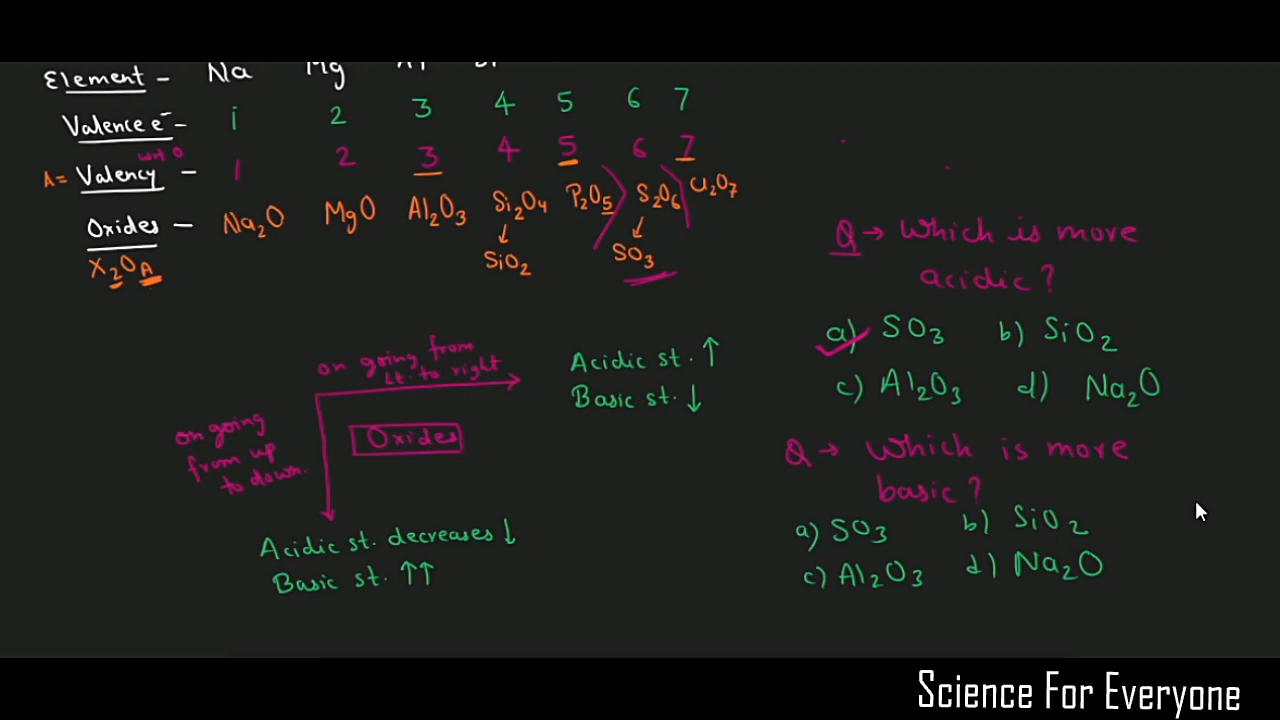 Element - Na Mg
Valence e⁻ - 1 2 3 4 5 6 7
wrt O
A = Valency - 1 2 3 4 5 6 7
Oxides - Na₂O MgO Al₂O₃ Si₂O₄ P₂O₅ S₂O₆ Cl₂O₇
↓ ↓
X₂Oᴀ SiO₂ SO₃
Q → Which is more
acidic?
a) SO₃ b) SiO₂
c) Al₂O₃ d) Na₂O
on going from
Lt. to right
Acidic st. ↑
Basic st. ↓
on going
from up
to down.
Oxides
Acidic st. decreases ↓
Basic st. ↑↑
Q → Which is more
basic?
a) SO₃ b) SiO₂
c) Al₂O₃ d) Na₂O
Science For Everyone